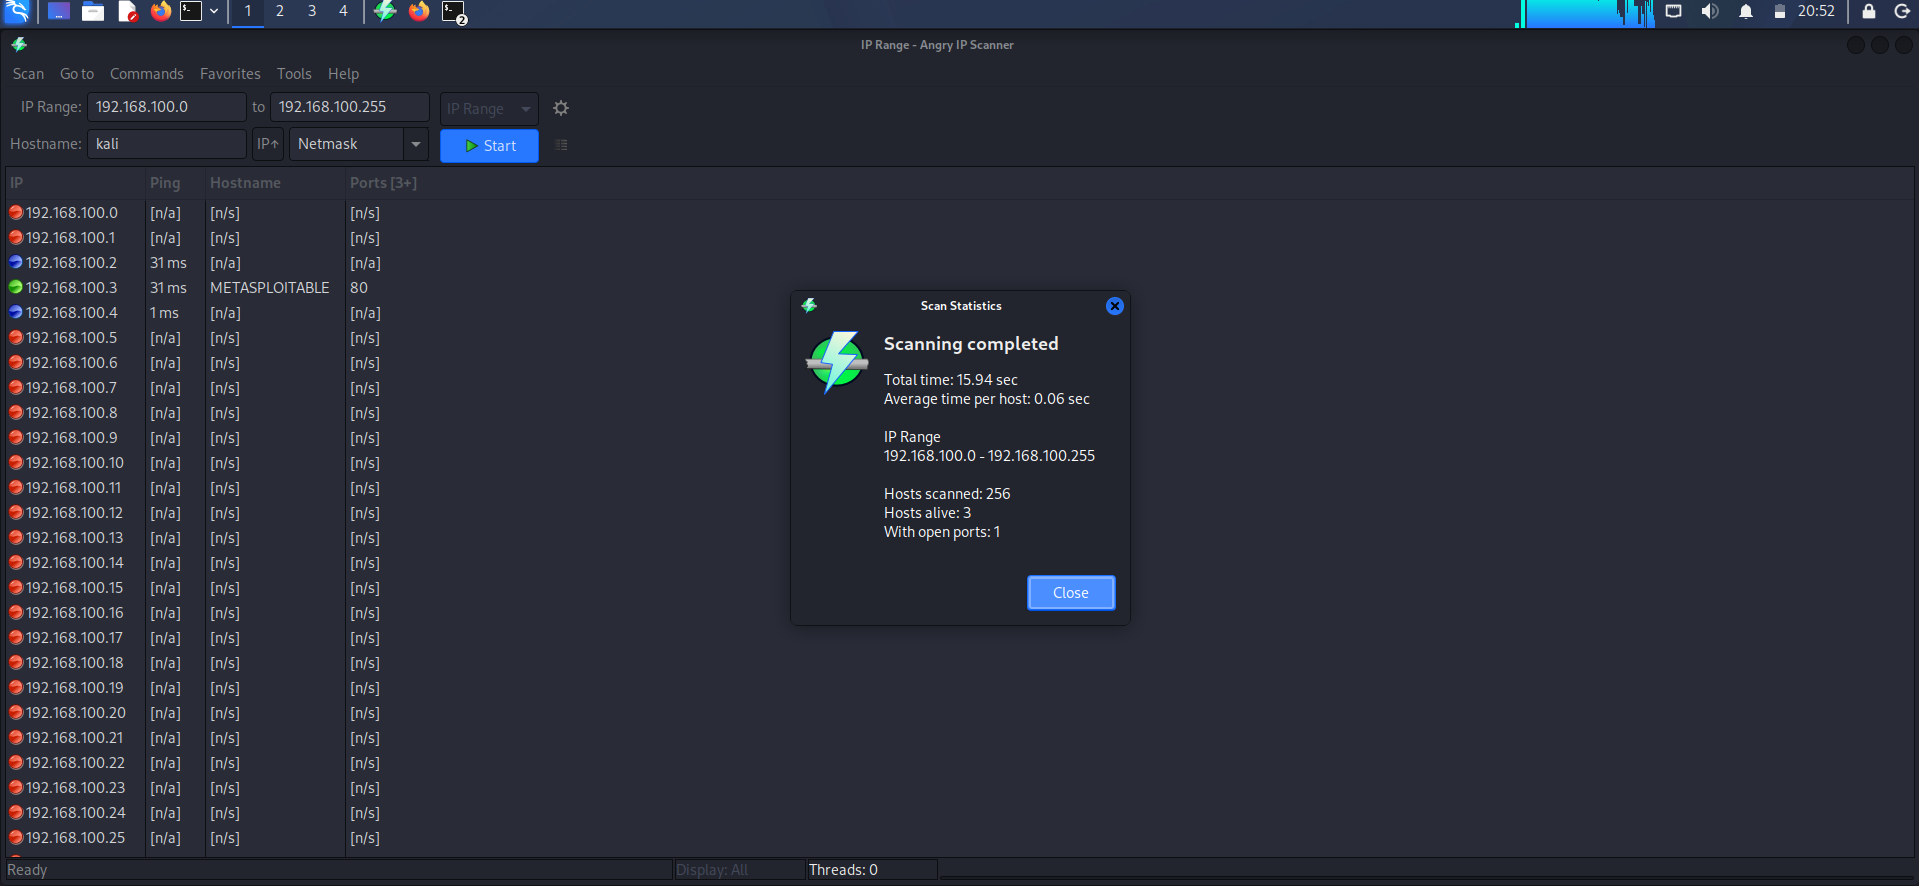 1 2 3 4 2 20:52
IP Range - Angry IP Scanner
Scan Go to Commands Favorites Tools Help
IP Range: 192.168.100.0 to 192.168.100.255 IP Range
Hostname: kali IP↑ Netmask Start
IP Ping Hostname Ports [3+]
192.168.100.0 [n/a] [n/s] [n/s]
192.168.100.1 [n/a] [n/s] [n/s]
192.168.100.2 31 ms [n/a] [n/a]
192.168.100.3 31 ms METASPLOITABLE 80
192.168.100.4 1 ms [n/a] [n/a]
192.168.100.5 [n/a] [n/s] [n/s]
192.168.100.6 [n/a] [n/s] [n/s]
192.168.100.7 [n/a] [n/s] [n/s]
192.168.100.8 [n/a] [n/s] [n/s]
192.168.100.9 [n/a] [n/s] [n/s]
192.168.100.10 [n/a] [n/s] [n/s]
192.168.100.11 [n/a] [n/s] [n/s]
192.168.100.12 [n/a] [n/s] [n/s]
192.168.100.13 [n/a] [n/s] [n/s]
192.168.100.14 [n/a] [n/s] [n/s]
192.168.100.15 [n/a] [n/s] [n/s]
192.168.100.16 [n/a] [n/s] [n/s]
192.168.100.17 [n/a] [n/s] [n/s]
192.168.100.18 [n/a] [n/s] [n/s]
192.168.100.19 [n/a] [n/s] [n/s]
192.168.100.20 [n/a] [n/s] [n/s]
192.168.100.21 [n/a] [n/s] [n/s]
192.168.100.22 [n/a] [n/s] [n/s]
192.168.100.23 [n/a] [n/s] [n/s]
192.168.100.24 [n/a] [n/s] [n/s]
192.168.100.25 [n/a] [n/s] [n/s]
Scan Statistics
Scanning completed
Total time: 15.94 sec
Average time per host: 0.06 sec
IP Range
192.168.100.0 - 192.168.100.255
Hosts scanned: 256
Hosts alive: 3
With open ports: 1
Close
Ready Display: All Threads: 0